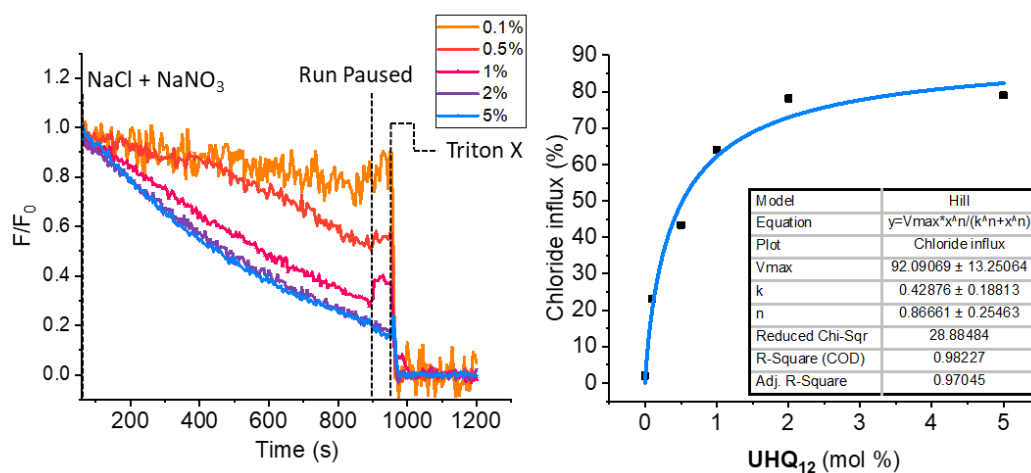 0.1%
0.5%
1%
2%
5%
NaCl + NaNO₃
Run Paused
Triton X
F/F₀
1.2
1.0
0.8
0.6
0.4
0.2
0.0
200 400 600 800 1000 1200
Time (s)
Chloride influx (%)
90
80
70
60
50
40
30
20
10
0
Model Hill
Equation y=Vmax*x^n/(k^n+x^n)
Plot Chloride influx
Vmax 92.09069 ± 13.25064
k 0.42876 ± 0.18813
n 0.86661 ± 0.25463
Reduced Chi-Sqr 28.88484
R-Square (COD) 0.98227
Adj. R-Square 0.97045
0 1 2 3 4 5
UHQ₁₂ (mol %)